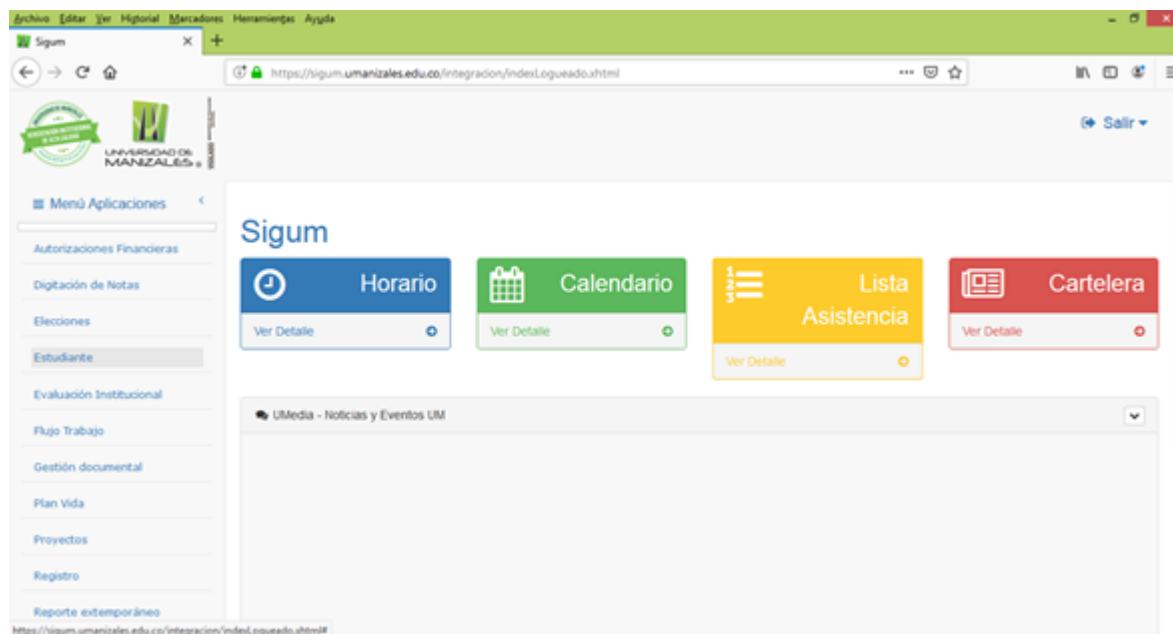 Archivo Editar Ver Historial Marcadores Herramientas Ayuda
Sigum
https://sigum.umanizales.edu.co/integracion/indexLogueado.xhtml
UNIVERSIDAD DE
MANIZALES
Salir
Menú Aplicaciones
Autorizaciones Financieras
Digitación de Notas
Elecciones
Estudiante
Evaluación Institucional
Flujo Trabajo
Gestión documental
Plan Vida
Proyectos
Registro
Reporte extemporáneo
Sigum
Horario
Ver Detalle
Calendario
Ver Detalle
Lista
Asistencia
Ver Detalle
Cartelera
Ver Detalle
UMedia - Noticias y Eventos UM
https://sigum.umanizales.edu.co/integracion/indexLogueado.xhtml#